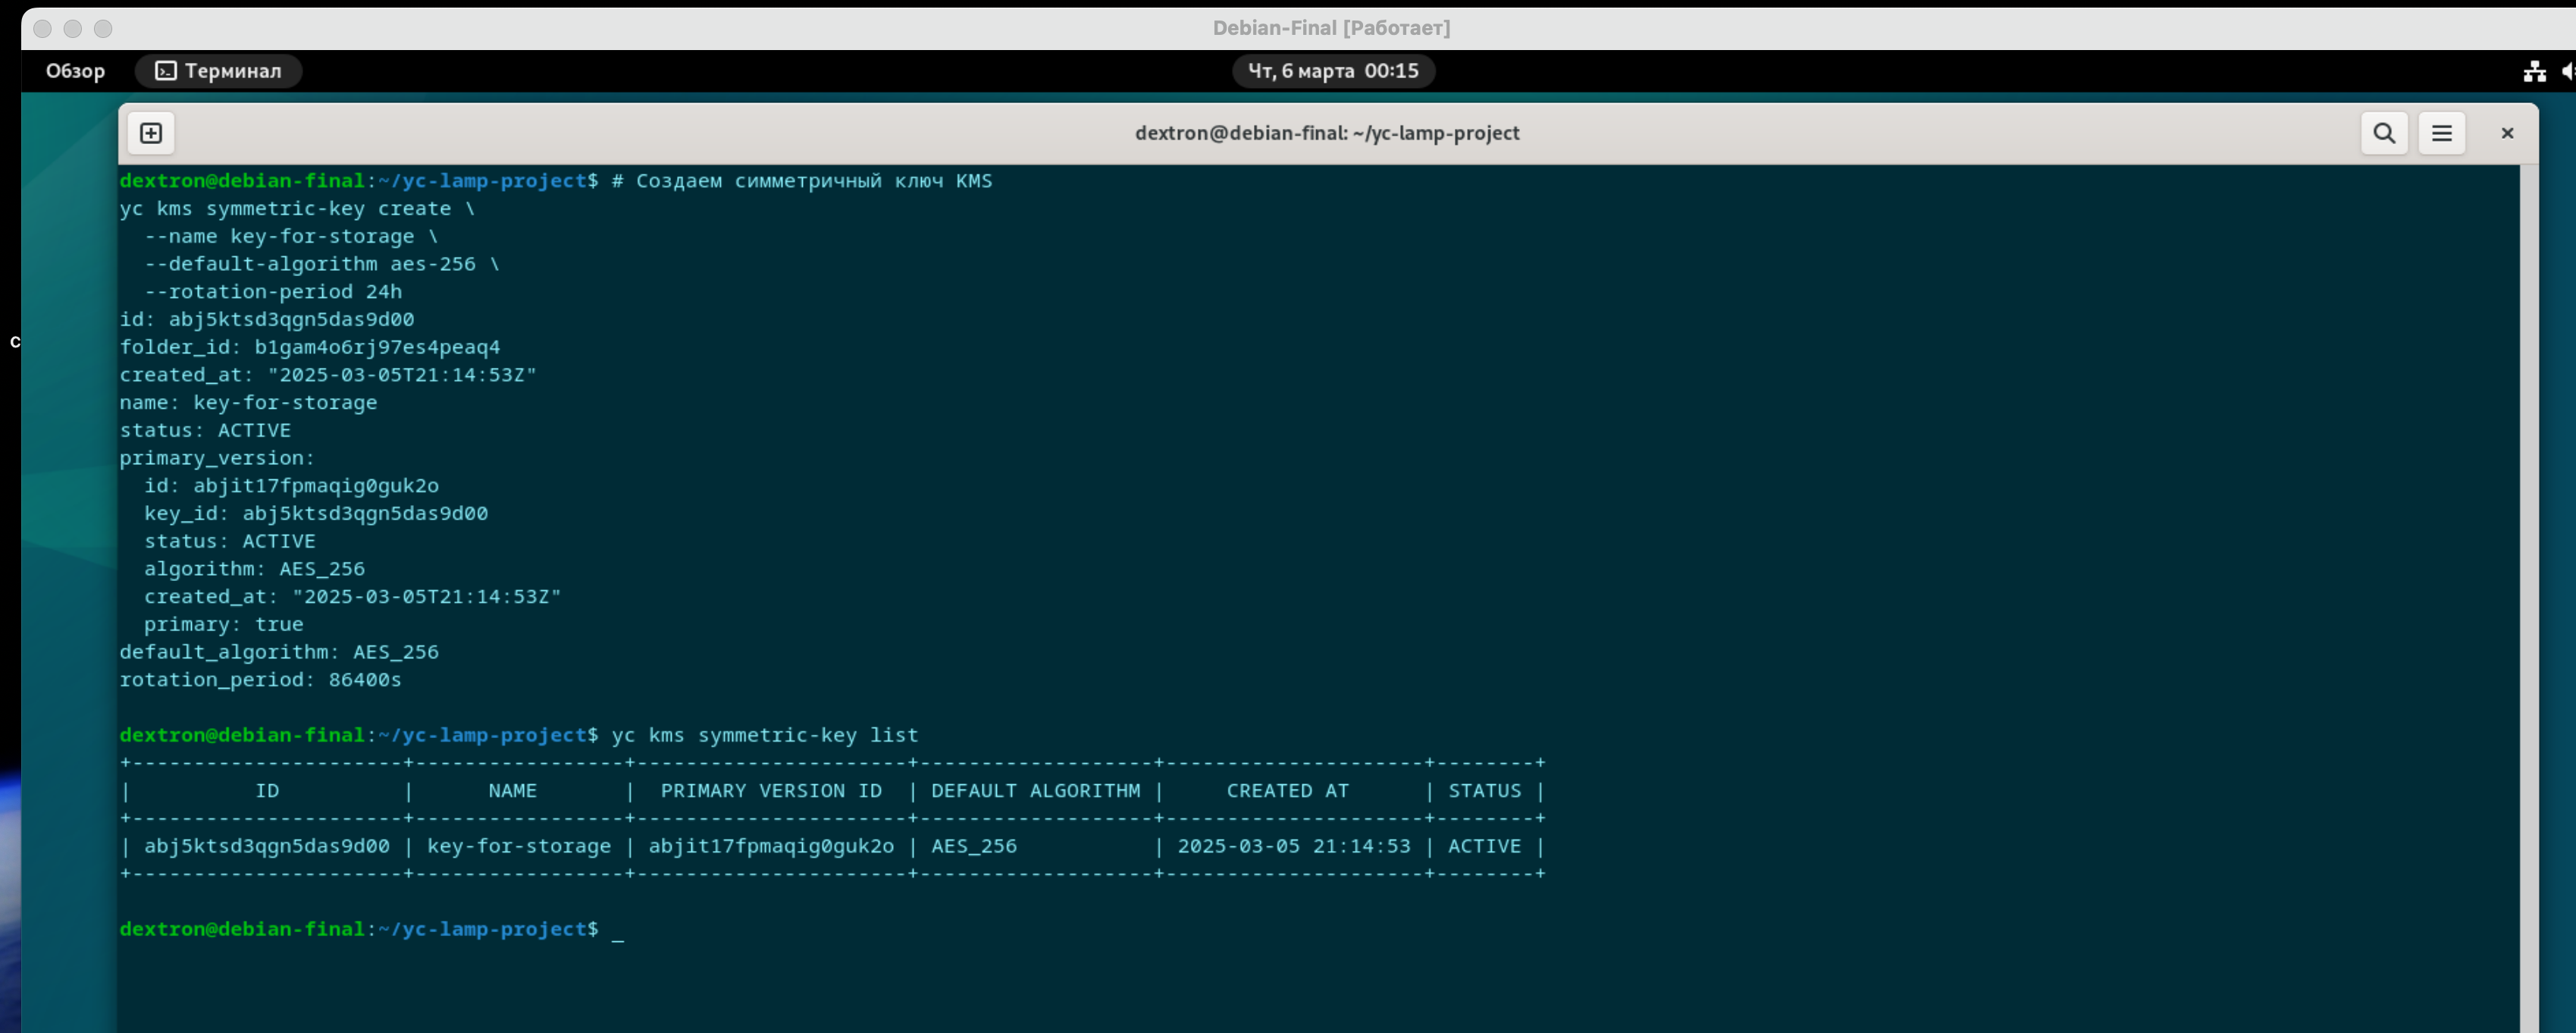 Debian-Final [Работает]
Обзор Терминал Чт, 6 марта 00:15
dextron@debian-final: ~/yc-lamp-project
dextron@debian-final:~/yc-lamp-project$ # Создаем симметричный ключ KMS
yc kms symmetric-key create \
  --name key-for-storage \
  --default-algorithm aes-256 \
  --rotation-period 24h
id: abj5ktsd3qgn5das9d00
folder_id: b1gam4o6rj97es4peaq4
created_at: "2025-03-05T21:14:53Z"
name: key-for-storage
status: ACTIVE
primary_version:
  id: abjit17fpmaqig0guk2o
  key_id: abj5ktsd3qgn5das9d00
  status: ACTIVE
  algorithm: AES_256
  created_at: "2025-03-05T21:14:53Z"
  primary: true
default_algorithm: AES_256
rotation_period: 86400s
dextron@debian-final:~/yc-lamp-project$ yc kms symmetric-key list
+----------------------+-----------------+----------------------+-------------------+---------------------+--------+
|          ID          |      NAME       |  PRIMARY VERSION ID  | DEFAULT ALGORITHM |     CREATED AT      | STATUS |
+----------------------+-----------------+----------------------+-------------------+---------------------+--------+
| abj5ktsd3qgn5das9d00 | key-for-storage | abjit17fpmaqig0guk2o | AES_256           | 2025-03-05 21:14:53 | ACTIVE |
+----------------------+-----------------+----------------------+-------------------+---------------------+--------+
dextron@debian-final:~/yc-lamp-project$ _